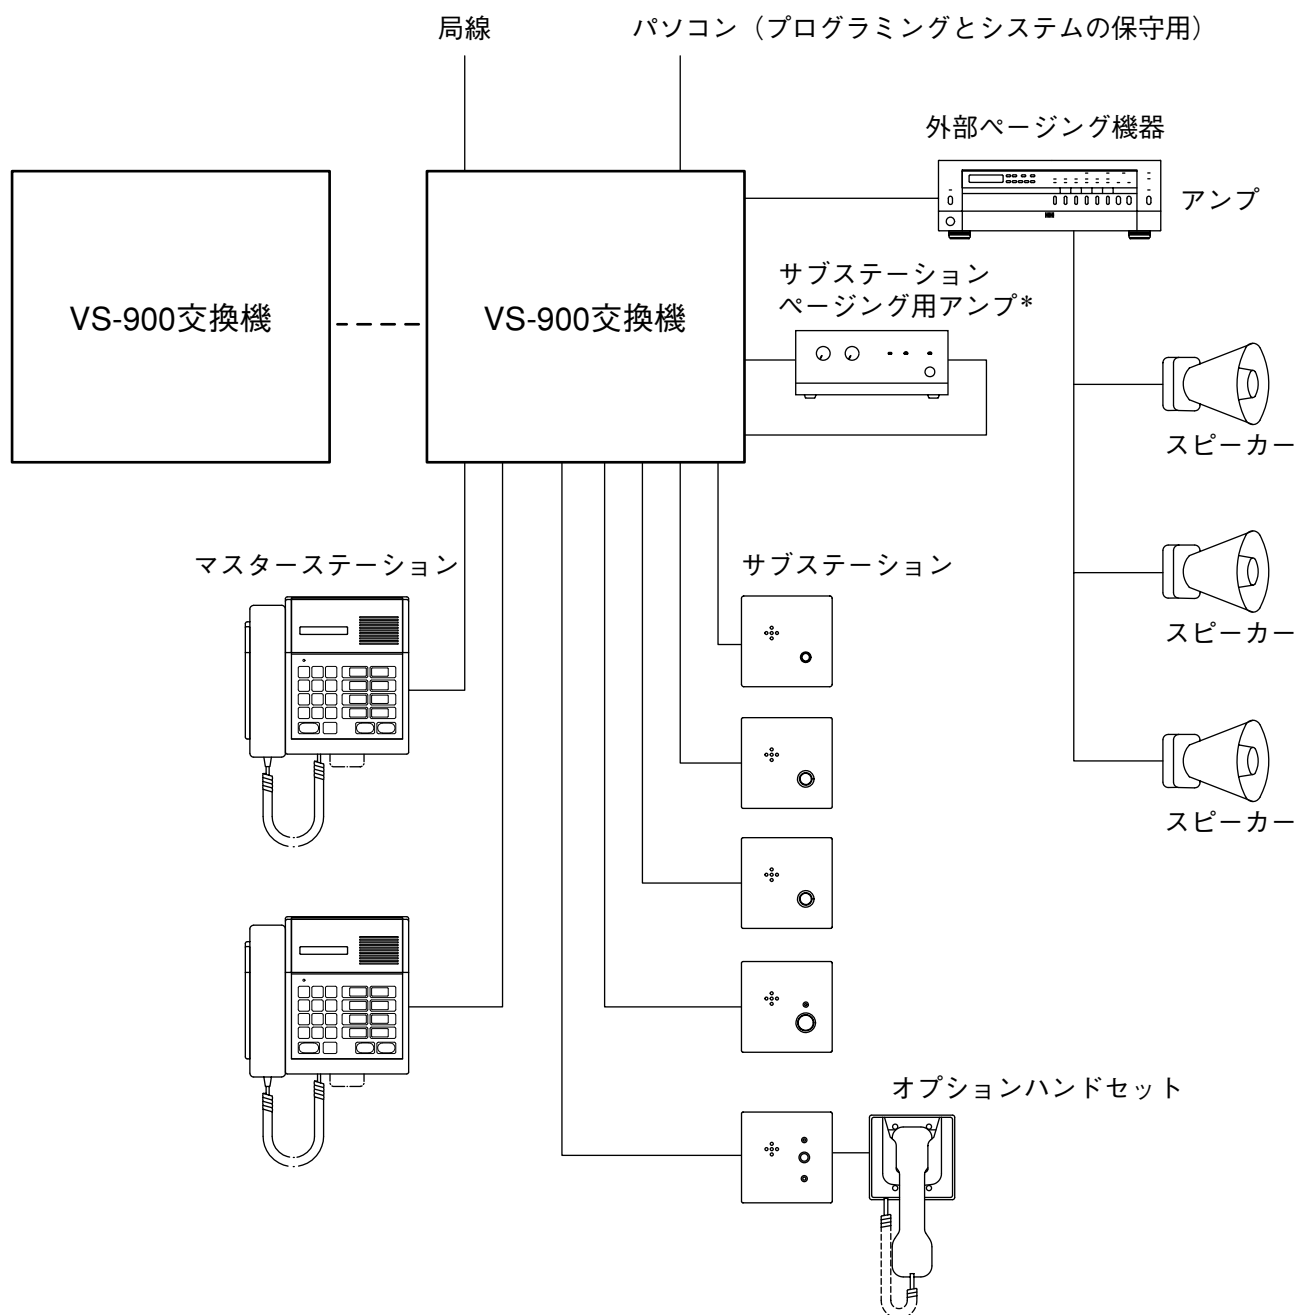 局線
パソコン（プログラミングとシステムの保守用）
外部ページング機器
アンプ
VS-900交換機
VS-900交換機
サブステーション
ページング用アンプ*
スピーカー
マスターステーション
サブステーション
スピーカー
スピーカー
オプションハンドセット